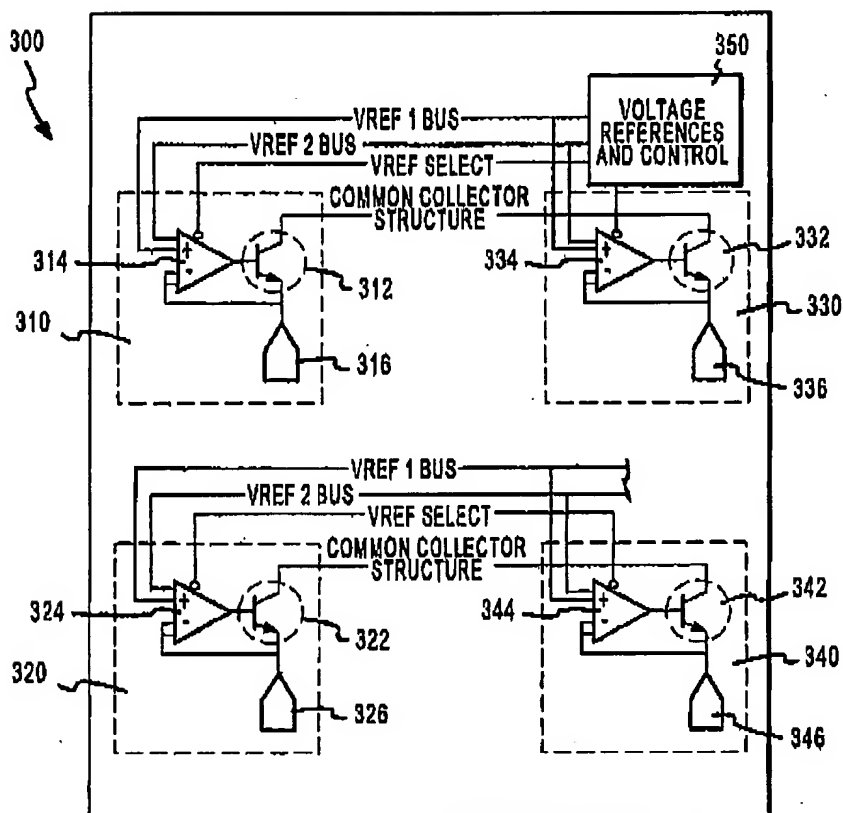 300
350
VOLTAGE
REFERENCES
AND CONTROL
VREF 1 BUS
VREF 2 BUS
VREF SELECT
COMMON COLLECTOR
STRUCTURE
314
+
-
312
310
316
334
+
-
332
330
336
VREF 1 BUS
VREF 2 BUS
VREF SELECT
COMMON COLLECTOR
STRUCTURE
324
+
-
322
320
326
344
+
-
342
340
346